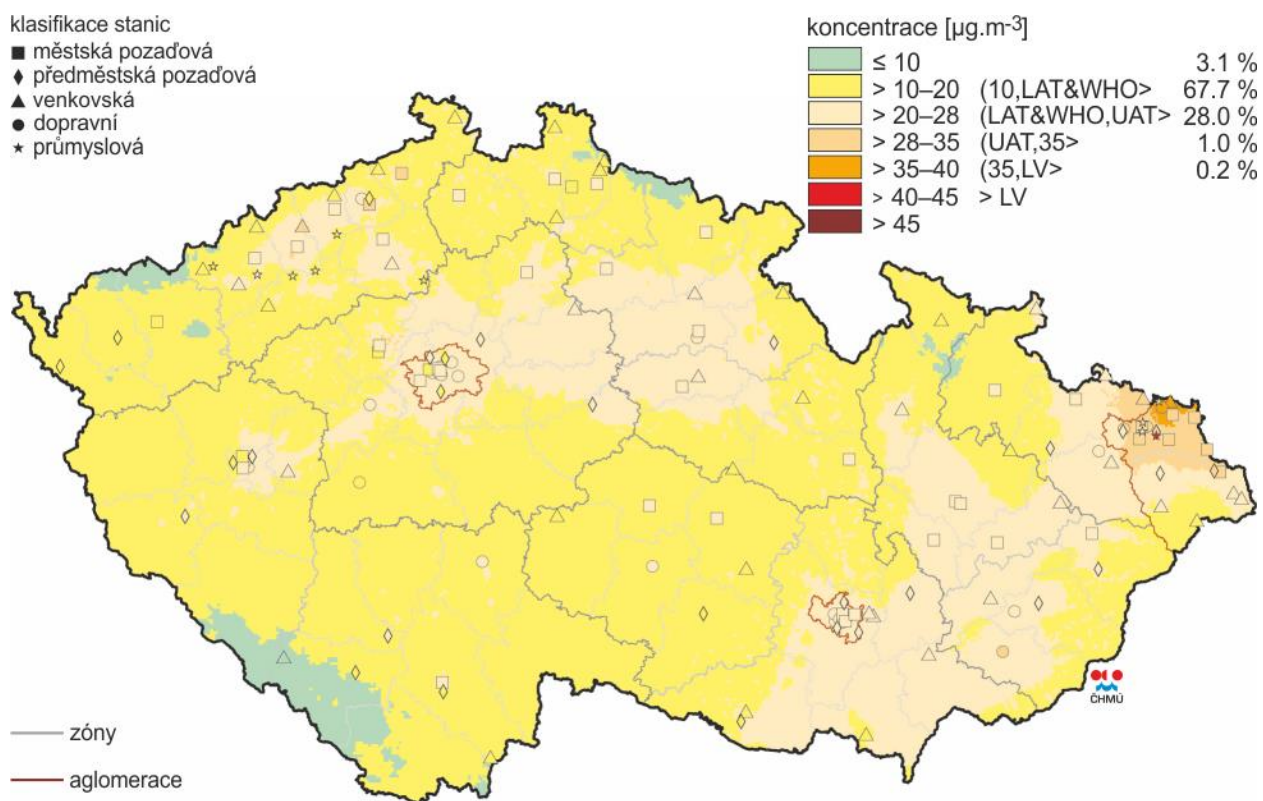 klasifikace stanic
městská pozaďová
předměstská pozaďová
venkovská
dopravní
průmyslová
koncentrace [µg.m-3]
≤ 10 3.1 %
> 10–20 (10,LAT&WHO> 67.7 %
> 20–28 (LAT&WHO,UAT> 28.0 %
> 28–35 (UAT,35> 1.0 %
> 35–40 (35,LV> 0.2 %
> 40–45 > LV
> 45
ČHMÚ
zóny
aglomerace